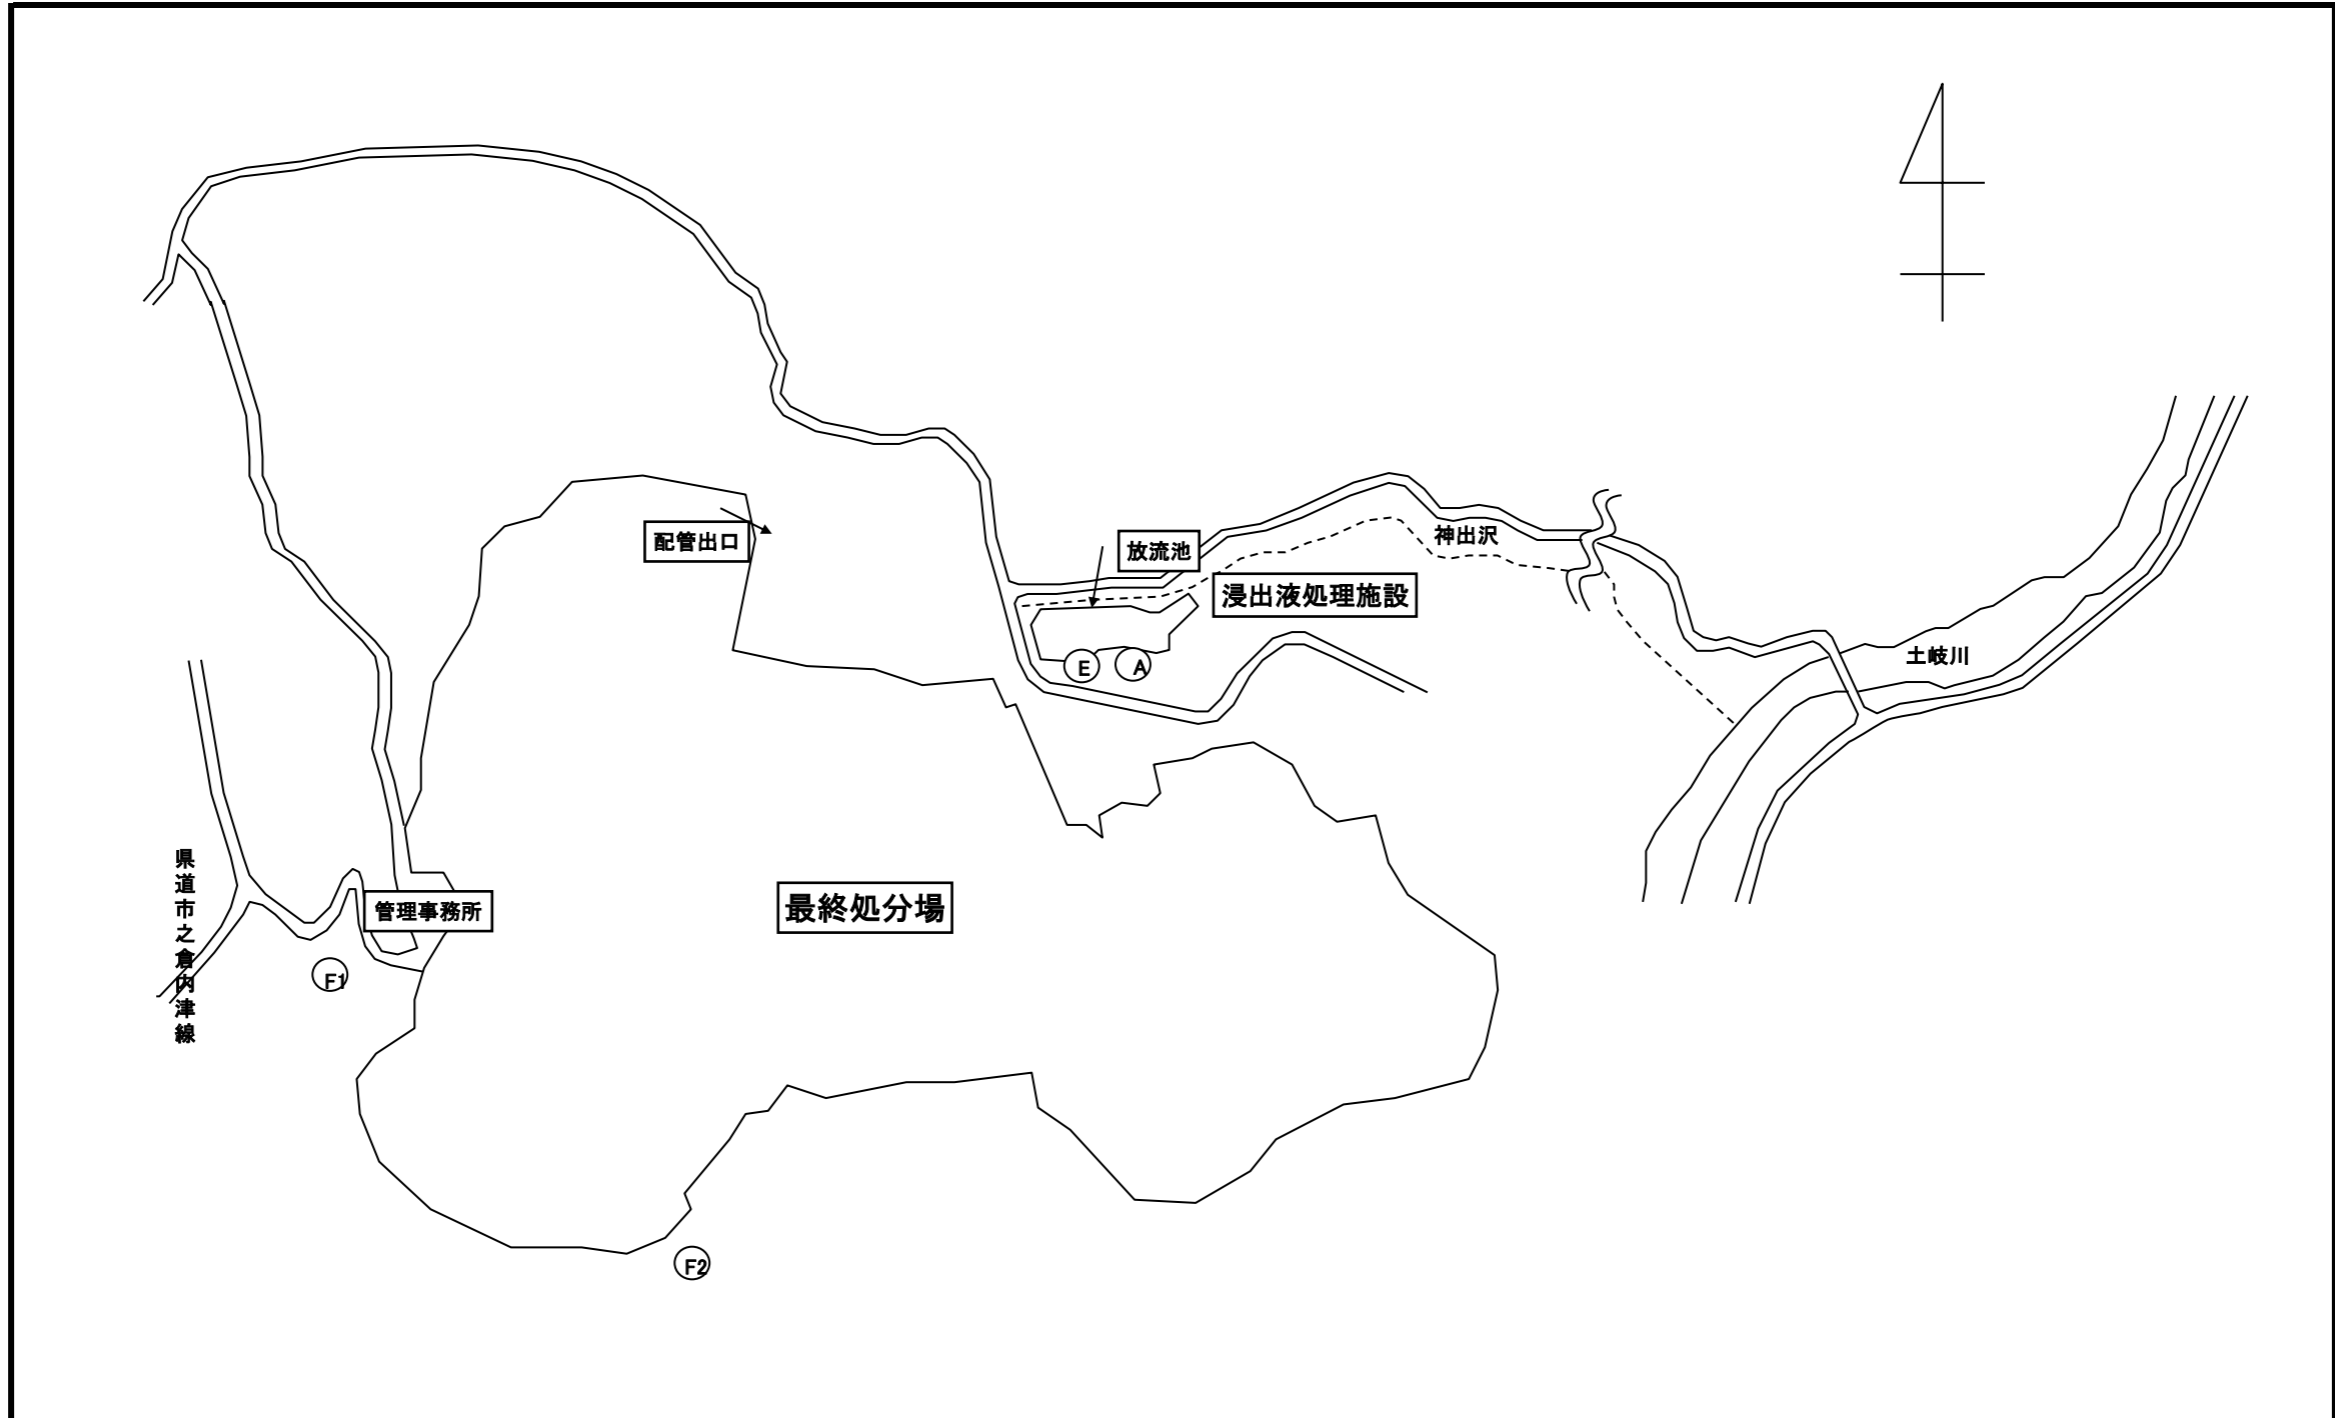 神出沢
配管出口
放流池
浸出液処理施設
土岐川
E
A
県道市之倉内津線
管理事務所
最終処分場
F1
F2